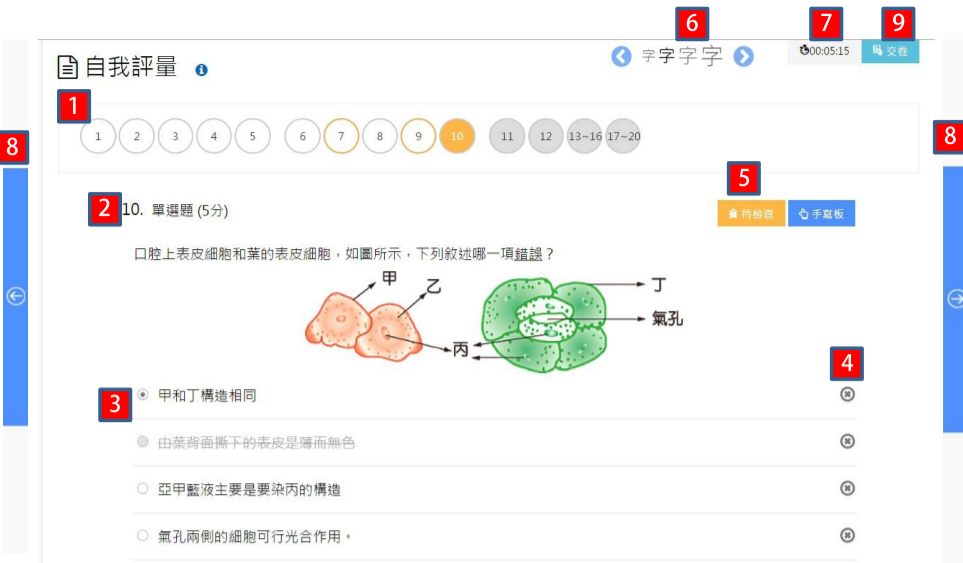 6
7
9
自我評量
字字字字
00:05:15
交卷
1
1 2 3 4 5 6 7 8 9 10 11 12 13~16 17~20
8
8
5
2
10. 單選題 (5分)
待檢查
手寫板
口腔上表皮細胞和葉的表皮細胞，如圖所示，下列敘述哪一項錯誤？
甲
乙
丁
氣孔
丙
4
3
甲和丁構造相同
由葉背面撕下的表皮是薄而無色
亞甲藍液主要是要染丙的構造
氣孔兩側的細胞可行光合作用。